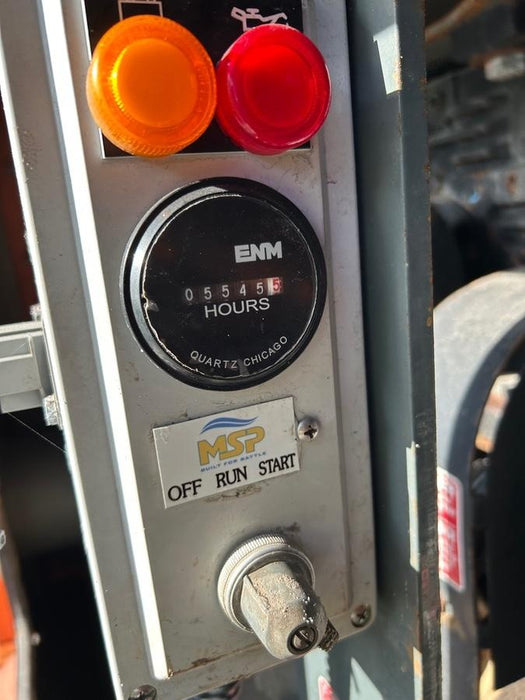 ENM
055455
HOURS
QUARTZ CHICAGO
MSP
BUILT FOR BATTLE
OFF RUN START